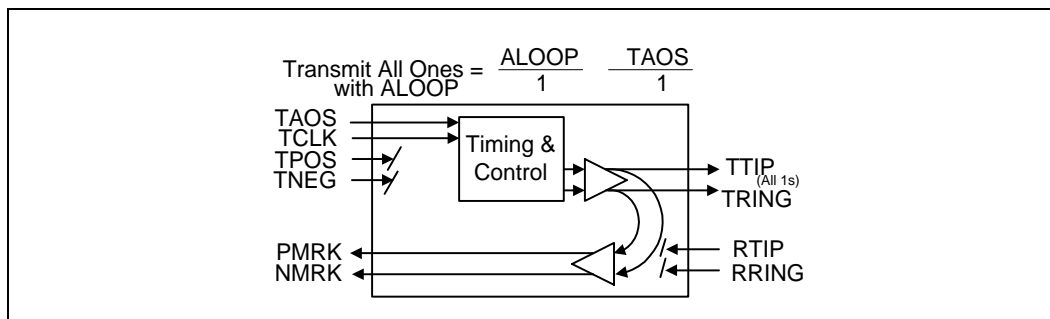 Transmit All Ones = ALOOP TAOS
with ALOOP 1 1
TAOS
TCLK
TPOS
TNEG
Timing &
Control
TTIP
(All 1s)
TRING
PMRK
NMRK
RTIP
RRING